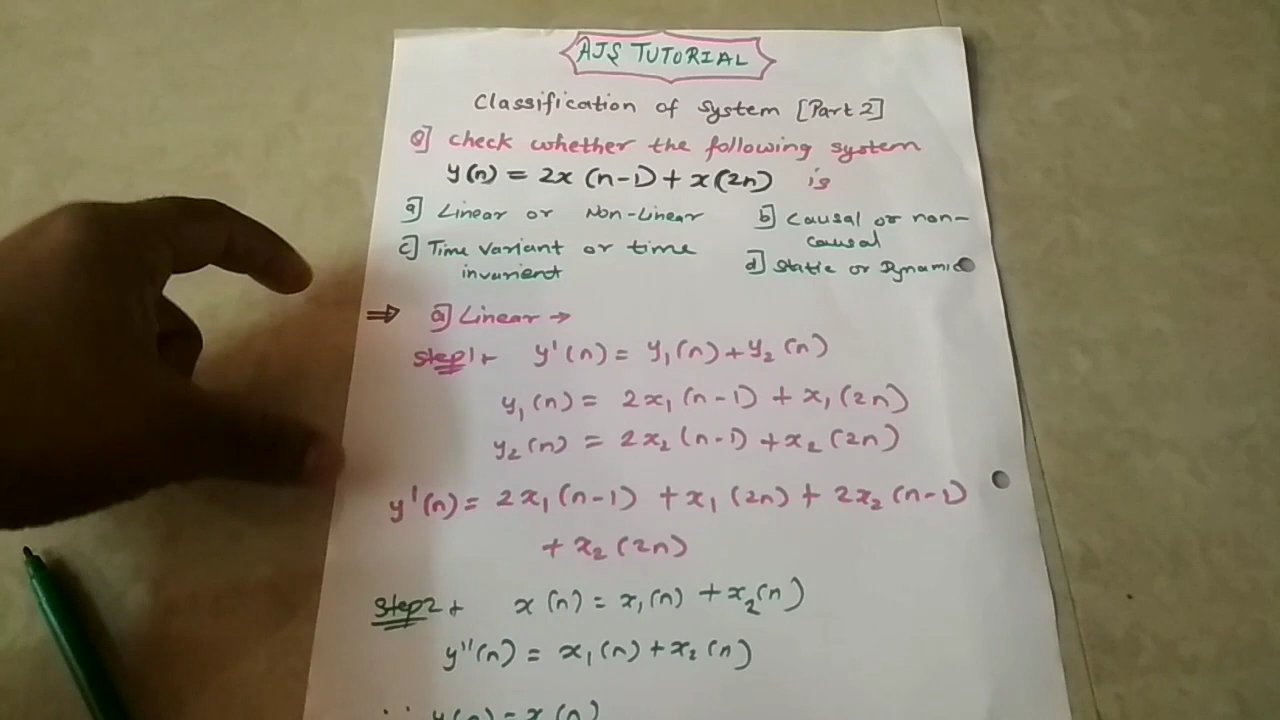 AJS TUTORIAL
Classification of System [Part 2]
Q] check whether the following system
y(n) = 2x (n-1) + x(2n) is
a] Linear or Non-Linear
b] Causal or non-
causal
c] Time variant or time
invarient
d] Static or Dynamic
⇒ a] Linear →
Step1→ y'(n) = y₁(n) + y₂(n)
y₁(n) = 2x₁(n-1) + x₁(2n)
y₂(n) = 2x₂(n-1) + x₂(2n)
y'(n) = 2x₁(n-1) + x₁(2n) + 2x₂(n-1)
+ x₂(2n)
Step2→ x(n) = x₁(n) + x₂(n)
y''(n) = x₁(n) + x₂(n)
∵ y(n) = x(n)